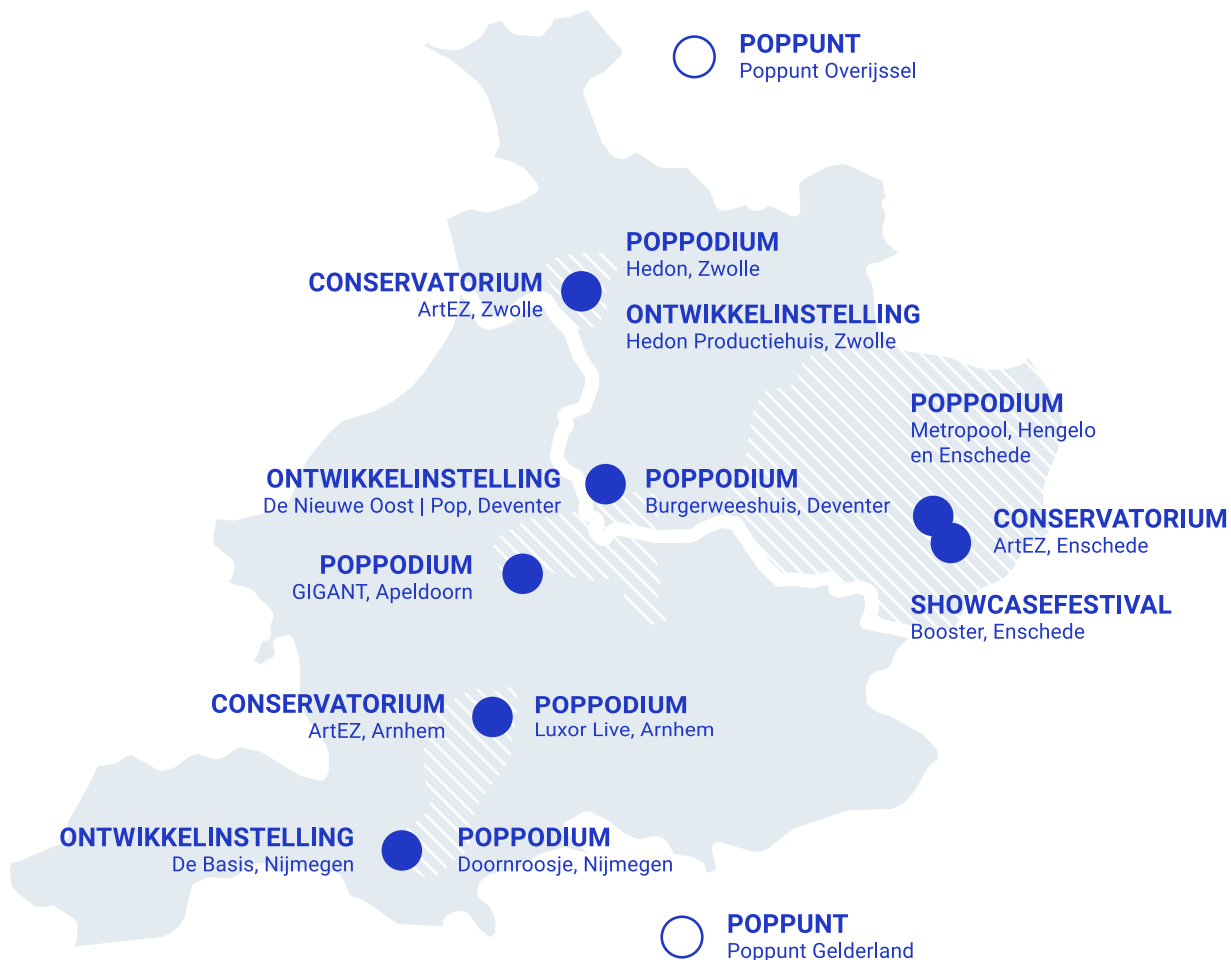 POPPUNT
Poppunt Overijssel
POPPODIUM
Hedon, Zwolle
CONSERVATORIUM
ArtEZ, Zwolle
ONTWIKKELINSTELLING
Hedon Productiehuis, Zwolle
POPPODIUM
Metropool, Hengelo
en Enschede
ONTWIKKELINSTELLING
De Nieuwe Oost | Pop, Deventer
POPPODIUM
Burgerweeshuis, Deventer
CONSERVATORIUM
ArtEZ, Enschede
POPPODIUM
GIGANT, Apeldoorn
SHOWCASEFESTIVAL
Booster, Enschede
CONSERVATORIUM
ArtEZ, Arnhem
POPPODIUM
Luxor Live, Arnhem
ONTWIKKELINSTELLING
De Basis, Nijmegen
POPPODIUM
Doornroosje, Nijmegen
POPPUNT
Poppunt Gelderland